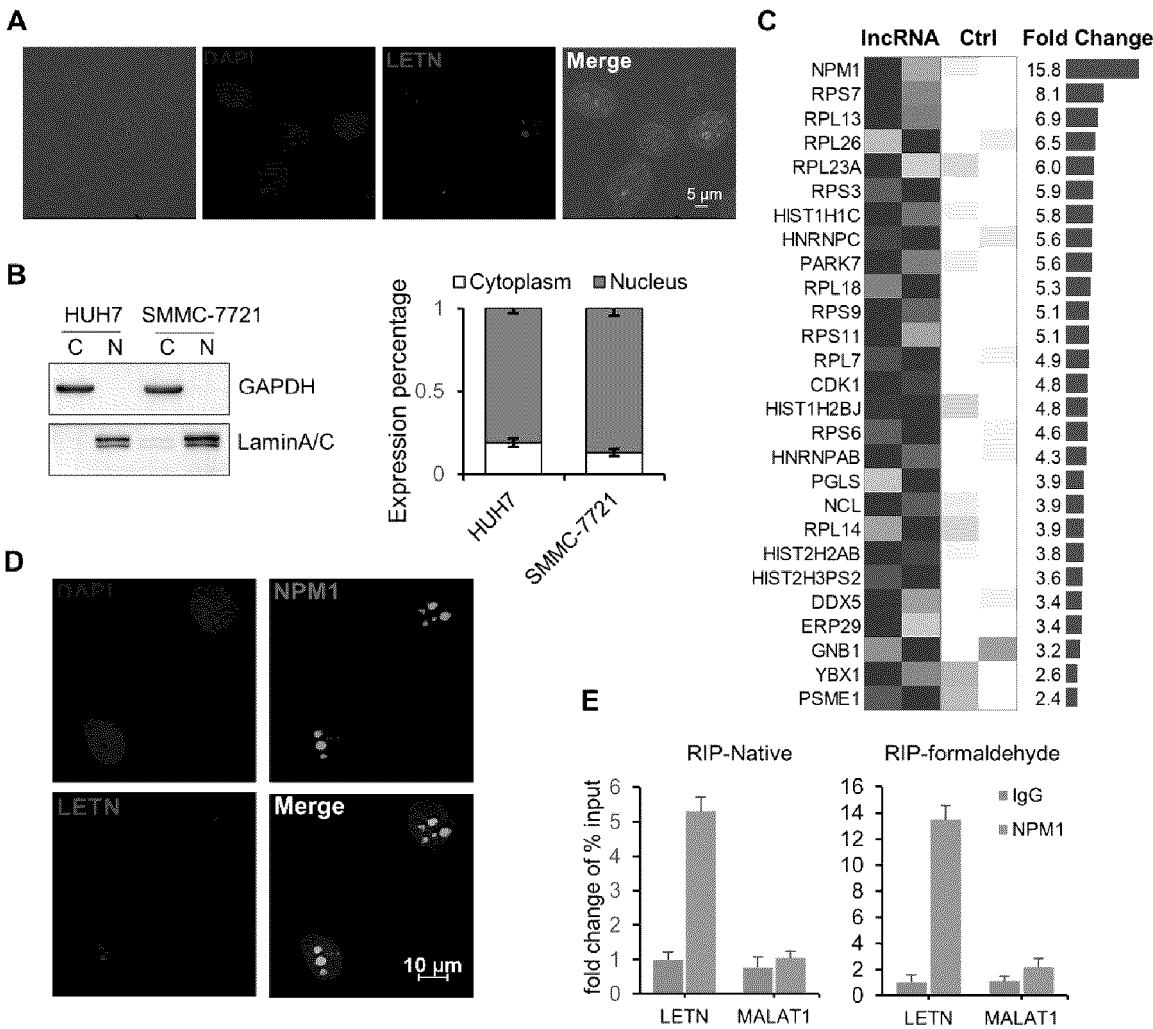 A
DAPI
LETN
Merge
5 µm
B
HUH7 SMMC-7721
C N C N
GAPDH
LaminA/C
Cytoplasm Nucleus
Expression percentage
1
0.5
0
HUH7
SMMC-7721
C
lncRNA Ctrl Fold Change
NPM1 15.8
RPS7 8.1
RPL13 6.9
RPL26 6.5
RPL23A 6.0
RPS3 5.9
HIST1H1C 5.8
HNRNPC 5.6
PARK7 5.6
RPL18 5.3
RPS9 5.1
RPS11 5.1
RPL7 4.9
CDK1 4.8
HIST1H2BJ 4.8
RPS6 4.6
HNRNPAB 4.3
PGLS 3.9
NCL 3.9
RPL14 3.9
HIST2H2AB 3.8
HIST2H3PS2 3.6
DDX5 3.4
ERP29 3.4
GNB1 3.2
YBX1 2.6
PSME1 2.4
D
DAPI
NPM1
LETN
Merge
10 µm
E
RIP-Native
fold change of % input
6
5
4
3
2
1
0
LETN MALAT1
RIP-formaldehyde
16
14
12
10
8
6
4
2
0
IgG
NPM1
LETN MALAT1